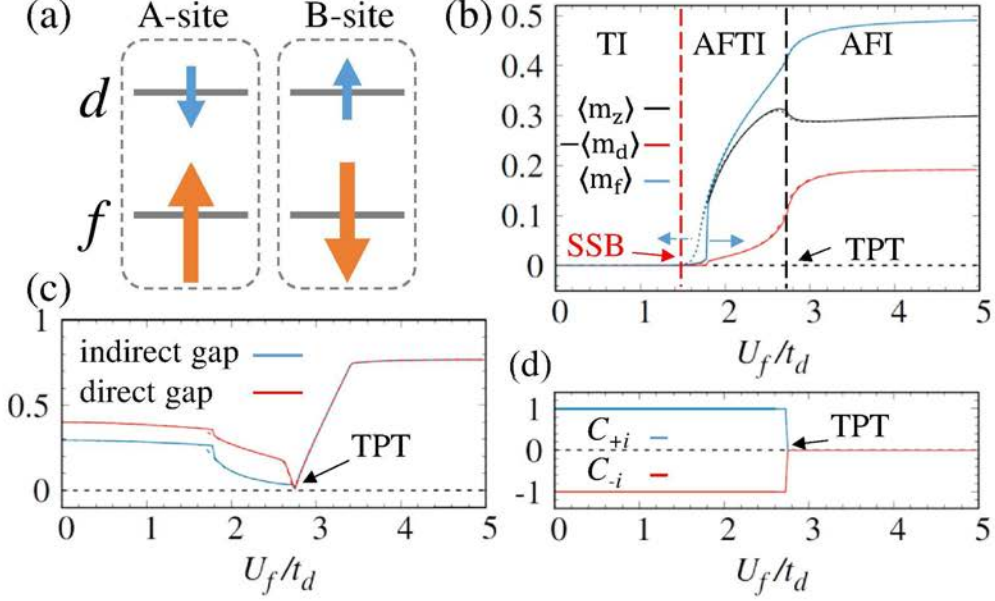 (a)
A-site B-site
d
f
(b)
0.5
0.4
0.3
0.2
0.1
0
TI AFTI AFI
⟨m_z⟩
−⟨m_d⟩
⟨m_f⟩
SSB
TPT
0 1 2 3 4 5
U_f/t_d
(c)
1
0.5
0
indirect gap
direct gap
TPT
0 1 2 3 4 5
U_f/t_d
(d)
1
0
-1
C_{+i}
C_{-i}
TPT
0 1 2 3 4 5
U_f/t_d